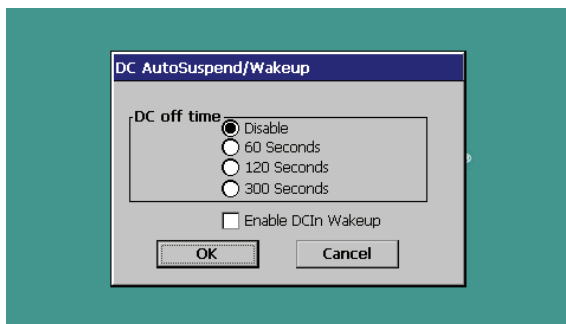 DC AutoSuspend/Wakeup
DC off time
Disable
60 Seconds
120 Seconds
300 Seconds
Enable DCIn Wakeup
OK Cancel